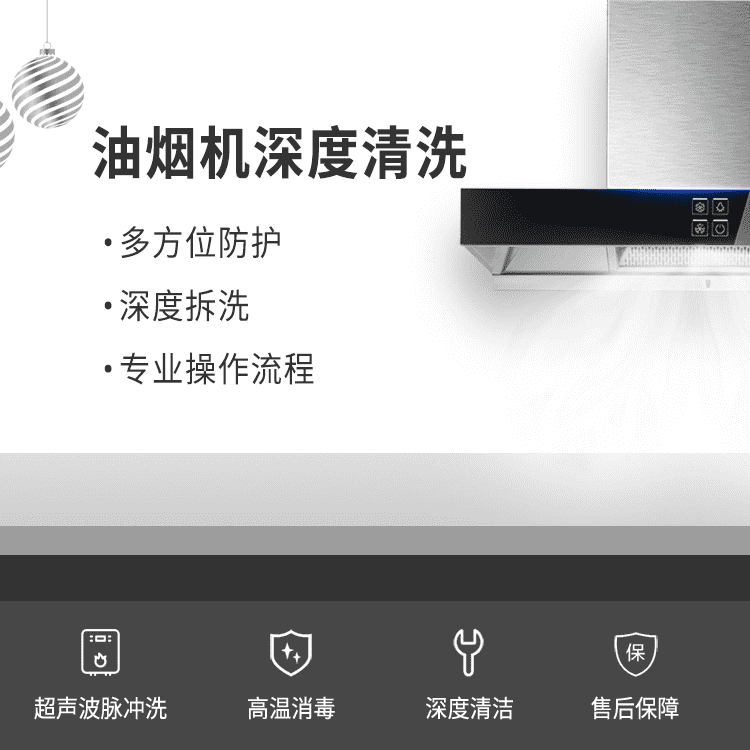 油烟机深度清洗
•多方位防护
•深度拆洗
•专业操作流程
保
超声波脉冲洗 高温消毒 深度清洁 售后保障